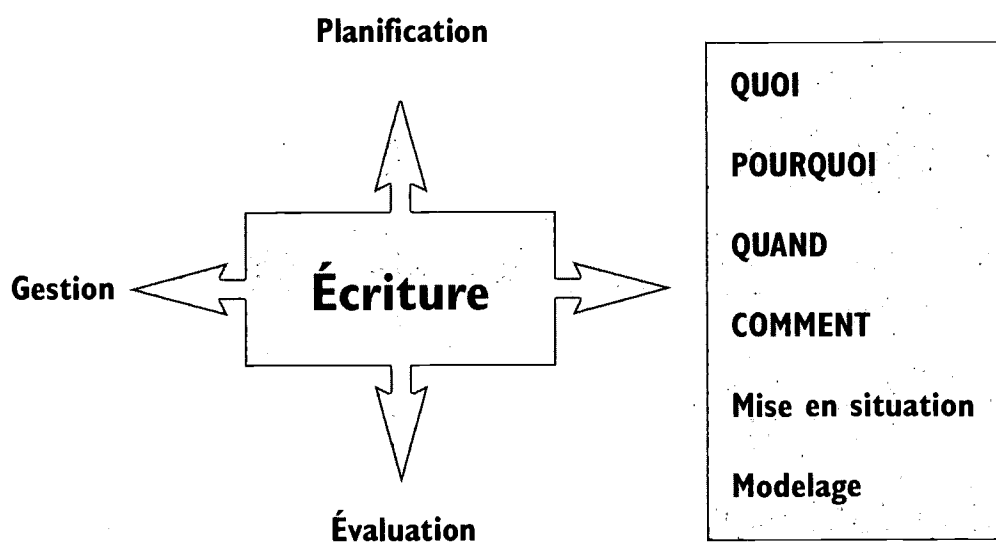 Planification
Gestion
Écriture
Évaluation
QUOI
POURQUOI
QUAND
COMMENT
Mise en situation
Modelage